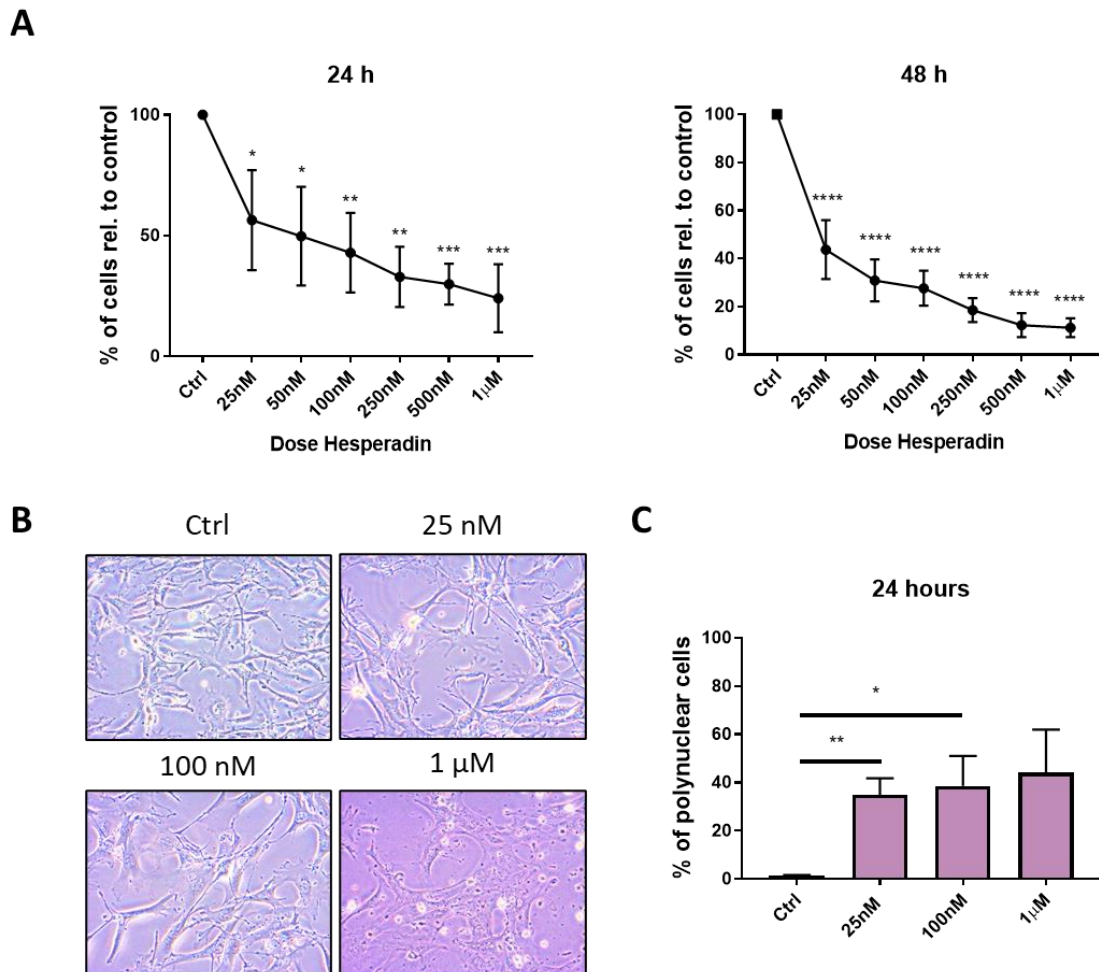 A
24 h
% of cells rel. to control
100
50
0
*
*
**
**
***
***
Ctrl
25nM
50nM
100nM
250nM
500nM
1μM
Dose Hesperadin
48 h
% of cells rel. to control
100
80
60
40
20
0
****
****
****
****
****
****
Ctrl
25nM
50nM
100nM
250nM
500nM
1μM
Dose Hesperadin
B
Ctrl
25 nM
100 nM
1 μM
C
24 hours
% of polynuclear cells
100
80
60
40
20
0
*
**
Ctrl
25nM
100nM
1μM